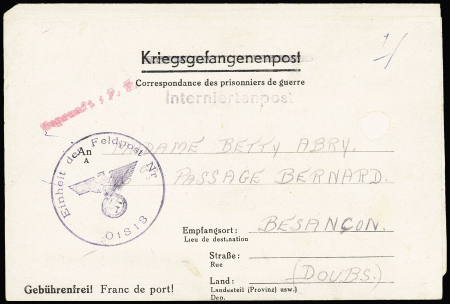 Kriegsgefangenenpost
Correspondance des prisonniers de guerre
Interniertenpost
Einheit der Feldpost Nr
01818
An
A
MADAME BETTY ABRY.
PASSAGE BERNARD.
Empfangsort: BESANÇON.
Lieu de destination
Straße:
Rue
Land: (DOUBS.)
Landesteil (Provinz) usw.)
Dep.
Gebührenfrei! Franc de port!